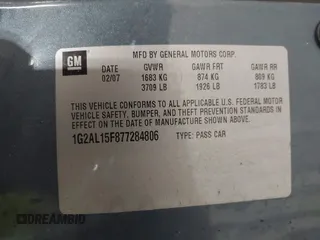 GM
MFD BY GENERAL MOTORS CORP.
DATE GVWR GAWR FRT GAWR RR
02/07 1683 KG 874 KG 809 KG
3709 LB 1926 LB 1783 LB
THIS VEHICLE CONFORMS TO ALL APPLICABLE U.S. FEDERAL MOTOR
VEHICLE SAFETY, BUMPER, AND THEFT PREVENTION STANDARDS IN
EFFECT ON THE DATE OF MANUFACTURE SHOWN ABOVE.
1G2AL15F877284806 TYPE: PASS CAR
AUTOBIDMASTER